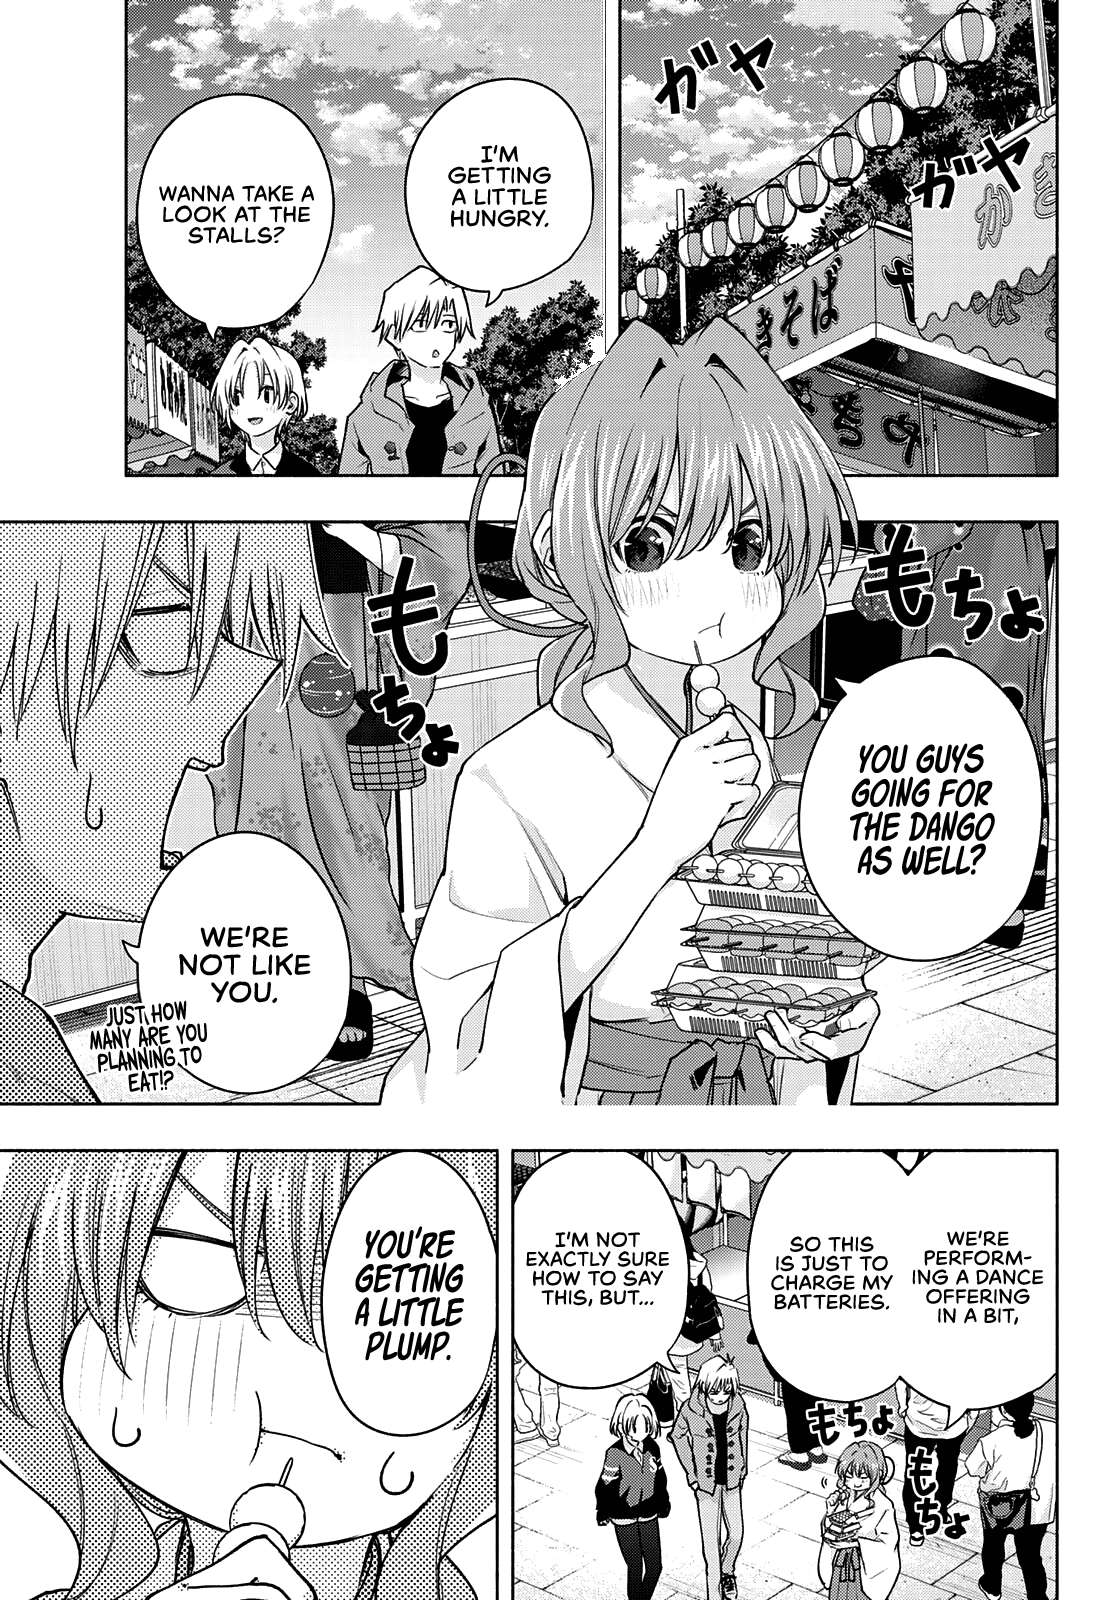 ガヤ
ガヤ
かき
きそば
I'M
GETTING
A LITTLE
HUNGRY.
WANNA TAKE A
LOOK AT THE
STALLS?
もちょ
YOU GUYS
GOING FOR
THE DANGO
AS WELL?
もちょ
WE'RE
NOT LIKE
YOU.
JUST HOW
MANY ARE YOU
PLANNING TO
EAT!?
WE'RE
PERFORM-
ING A DANCE
OFFERING
IN A BIT,
SO THIS
IS JUST TO
CHARGE MY
BATTERIES.
もちょ
もちょ
I'M NOT
EXACTLY SURE
HOW TO SAY
THIS, BUT...
YOU'RE
GETTING
A LITTLE
PLUMP.